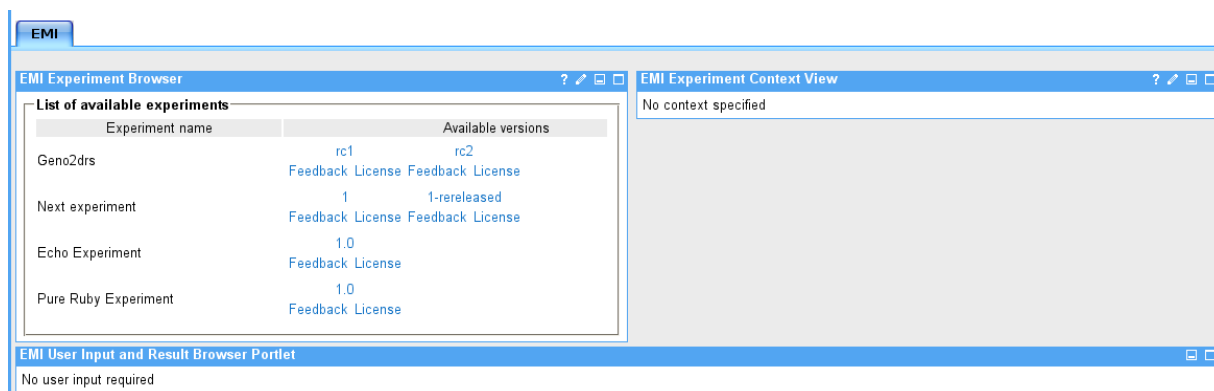 EMI
EMI Experiment Browser ?
List of available experiments
Experiment name Available versions
Geno2drs
rc1 rc2
Feedback License Feedback License
Next experiment
1 1-rereleased
Feedback License Feedback License
Echo Experiment
1.0
Feedback License
Pure Ruby Experiment
1.0
Feedback License
EMI Experiment Context View ?
No context specified
EMI User Input and Result Browser Portlet
No user input required